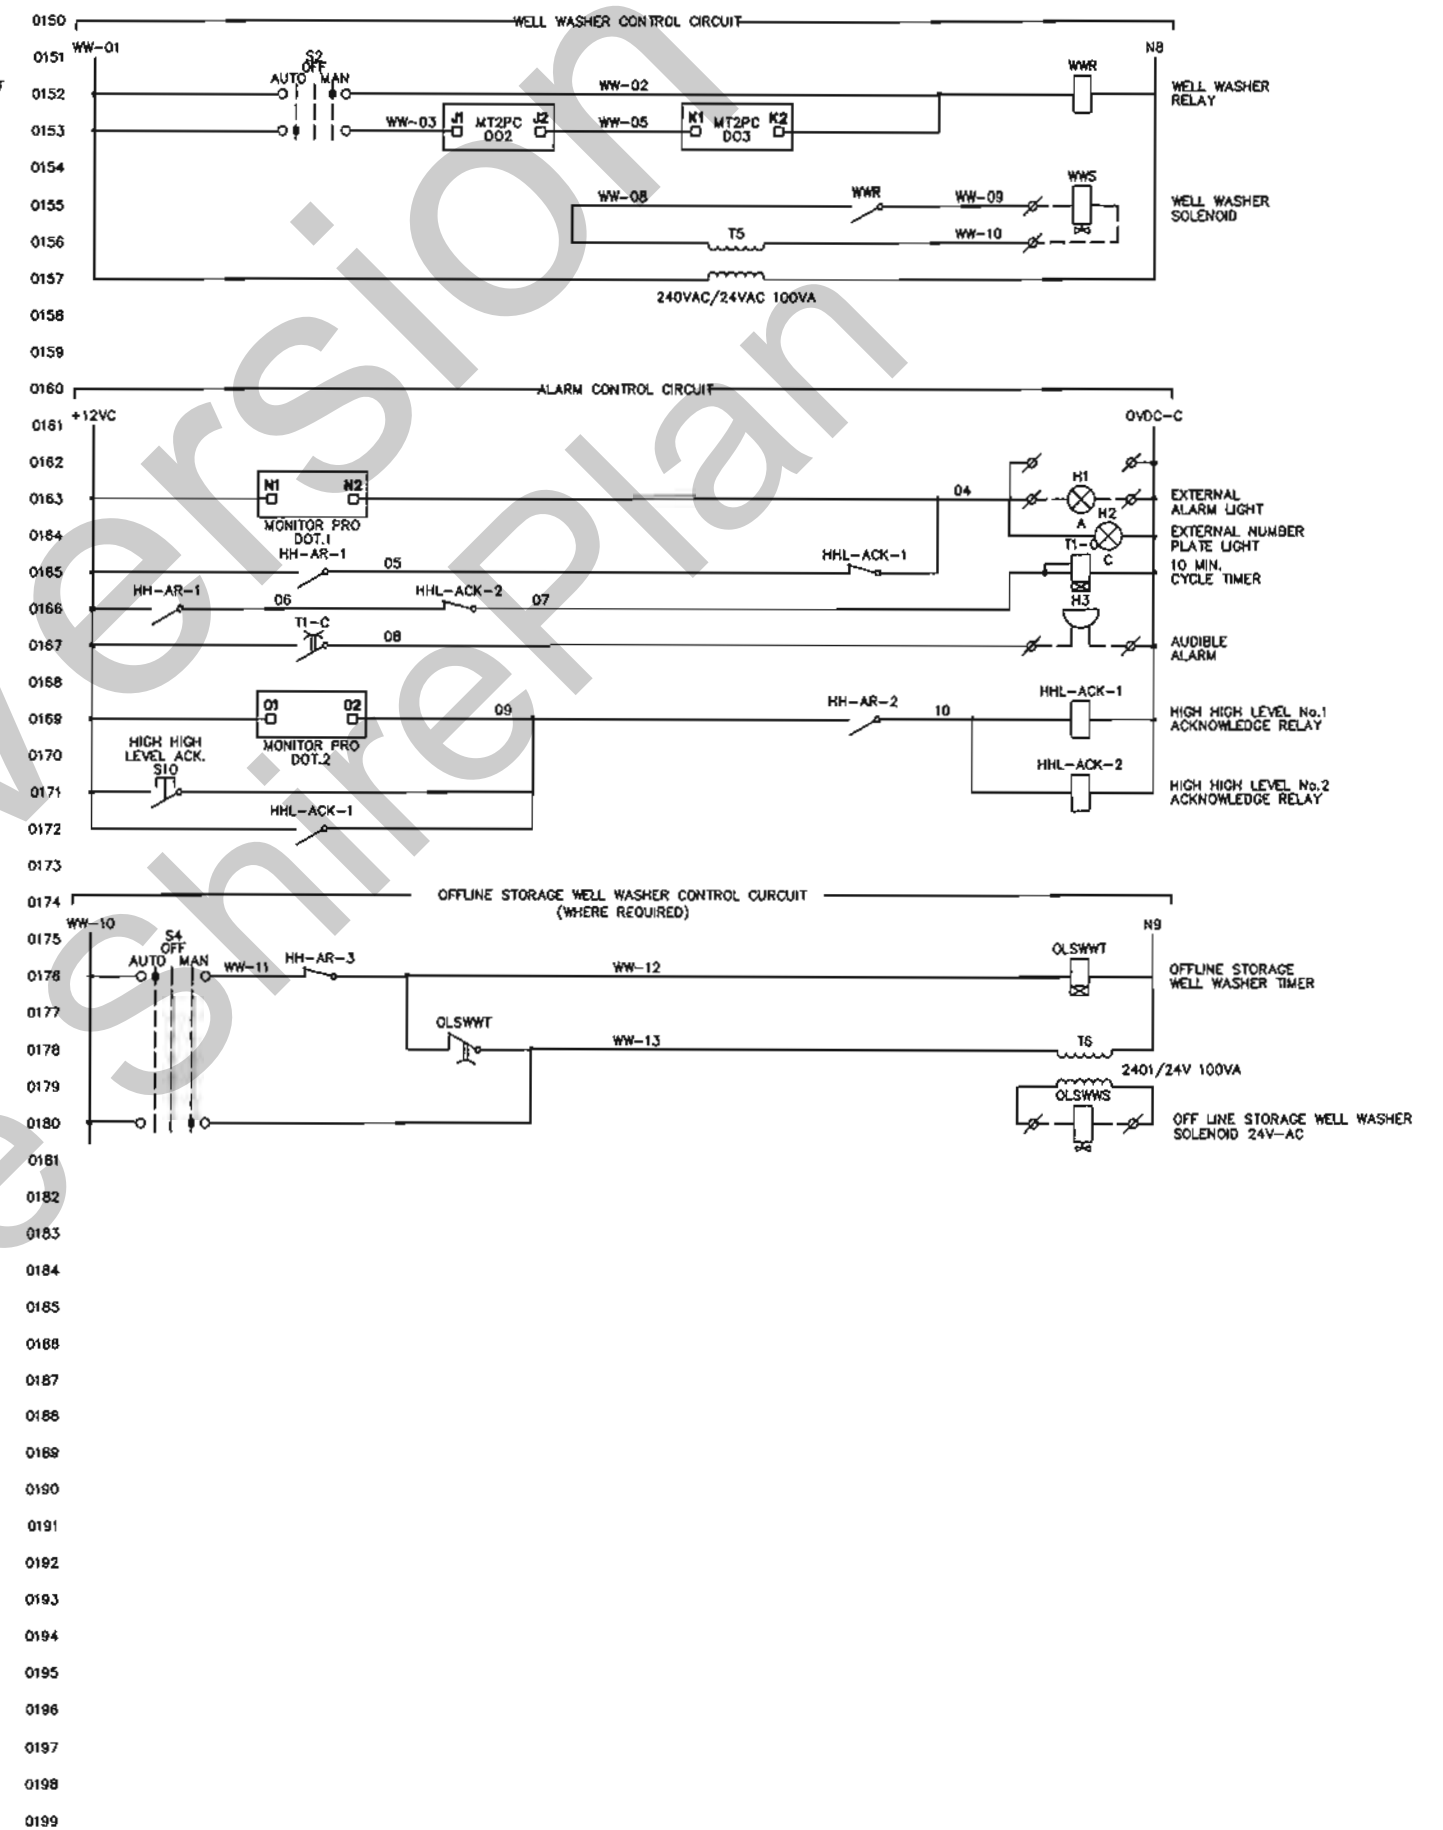 0150 WELL WASHER CONTROL CIRCUIT
0151 WW-01 N8
S2
OFF
AUTO MAN
0152 WW-02 WWR WELL WASHER
RELAY
0153 WW-03 J1 MT2PC J2 WW-05 K1 MT2PC K2
DO2 DO3
0154
0155 WW-08 WWR WW-09 WWS WELL WASHER
SOLENOID
0156 T5 WW-10
0157
240VAC/24VAC 100VA
0158
0159
0160 ALARM CONTROL CIRCUIT
0161 +12VC 0VDC-C
0162
0163 N1 N2 04 H1 EXTERNAL
ALARM LIGHT
MONITOR PRO
DOT.1
A
0164 H2 EXTERNAL NUMBER
PLATE LIGHT
C
0165 HH-AR-1 05 HHL-ACK-1 10 MIN.
CYCLE TIMER
0166 HH-AR-1 06 HHL-ACK-2 07
0167 T1-C 08 H3 AUDIBLE
ALARM
0168
0169 O1 O2 09 HH-AR-2 10 HHL-ACK-1 HIGH HIGH LEVEL No.1
ACKNOWLEDGE RELAY
MONITOR PRO
DOT.2
0170 HIGH HIGH
LEVEL ACK.
S10
0171 HHL-ACK-2 HIGH HIGH LEVEL No.2
ACKNOWLEDGE RELAY
0172 HHL-ACK-1
0173
0174 OFFLINE STORAGE WELL WASHER CONTROL CURCUIT
(WHERE REQUIRED)
0175 WW-10 N9
S4
OFF
AUTO MAN
0176 WW-11 HH-AR-3 WW-12 OLSWWT OFFLINE STORAGE
WELL WASHER TIMER
0177
0178 OLSWWT WW-13 T6
2401/24V 100VA
0179
OLSWWS
0180 OFF LINE STORAGE WELL WASHER
SOLENOID 24V-AC
0181
0182
0183
0184
0185
0186
0187
0188
0189
0190
0191
0192
0193
0194
0195
0196
0197
0198
0199
version
shirePlan